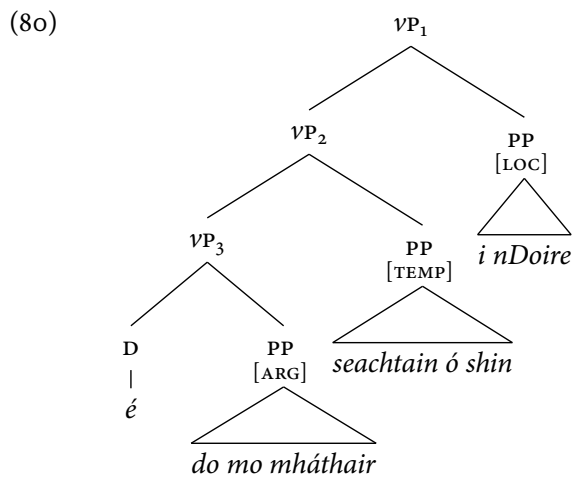 (80)
vP₁
vP₂
PP
[LOC]
i nDoire
vP₃
PP
[TEMP]
seachtain ó shin
D
é
PP
[ARG]
do mo mháthair